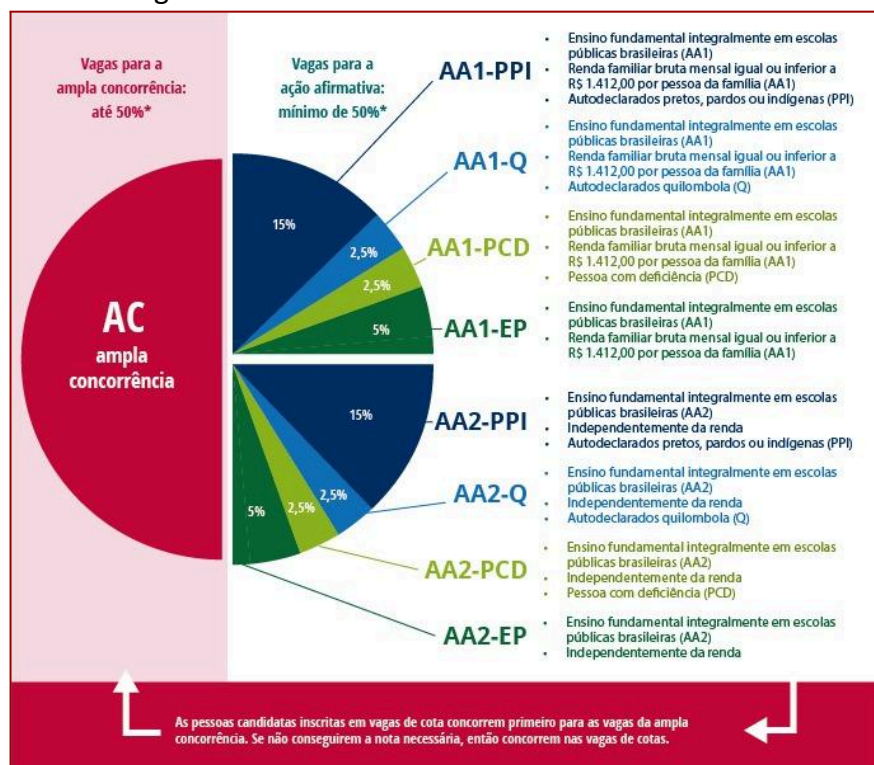 Vagas para a
ampla concorrência:
até 50%*
Vagas para a
ação afirmativa:
mínimo de 50%*
AC
ampla
concorrência
15%
2,5%
2,5%
5%
15%
2,5%
2,5%
5%
AA1-PPI
• Ensino fundamental integralmente em escolas
públicas brasileiras (AA1)
• Renda familiar bruta mensal igual ou inferior a
R$ 1.412,00 por pessoa da família (AA1)
• Autodeclarados pretos, pardos ou indígenas (PPI)
AA1-Q
• Ensino fundamental integralmente em escolas
públicas brasileiras (AA1)
• Renda familiar bruta mensal igual ou inferior a
R$ 1.412,00 por pessoa da família (AA1)
• Autodeclarados quilombola (Q)
AA1-PCD
• Ensino fundamental integralmente em escolas
públicas brasileiras (AA1)
• Renda familiar bruta mensal igual ou inferior a
R$ 1.412,00 por pessoa da família (AA1)
• Pessoa com deficiência (PCD)
AA1-EP
• Ensino fundamental integralmente em escolas
públicas brasileiras (AA1)
• Renda familiar bruta mensal igual ou inferior a
R$ 1.412,00 por pessoa da família (AA1)
AA2-PPI
• Ensino fundamental integralmente em escolas
públicas brasileiras (AA2)
• Independentemente da renda
• Autodeclarados pretos, pardos ou indígenas (PPI)
AA2-Q
• Ensino fundamental integralmente em escolas
públicas brasileiras (AA2)
• Independentemente da renda
• Autodeclarados quilombola (Q)
AA2-PCD
• Ensino fundamental integralmente em escolas
públicas brasileiras (AA2)
• Independentemente da renda
• Pessoa com deficiência (PCD)
AA2-EP
• Ensino fundamental integralmente em escolas
públicas brasileiras (AA2)
• Independentemente da renda
As pessoas candidatas inscritas em vagas de cota concorrem primeiro para as vagas da ampla
concorrência. Se não conseguirem a nota necessária, então concorrem nas vagas de cotas.